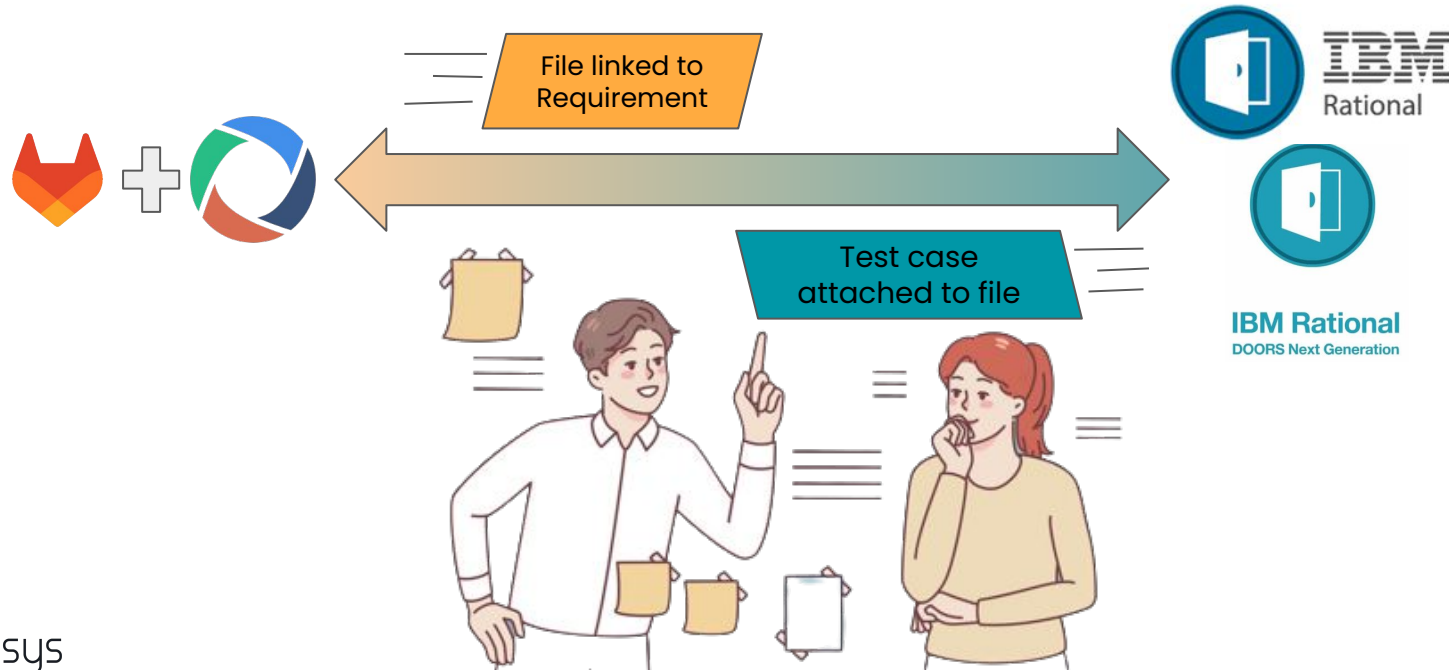 File linked to
Requirement
IBM
Rational
Test case
attached to file
IBM Rational
DOORS Next Generation
sys